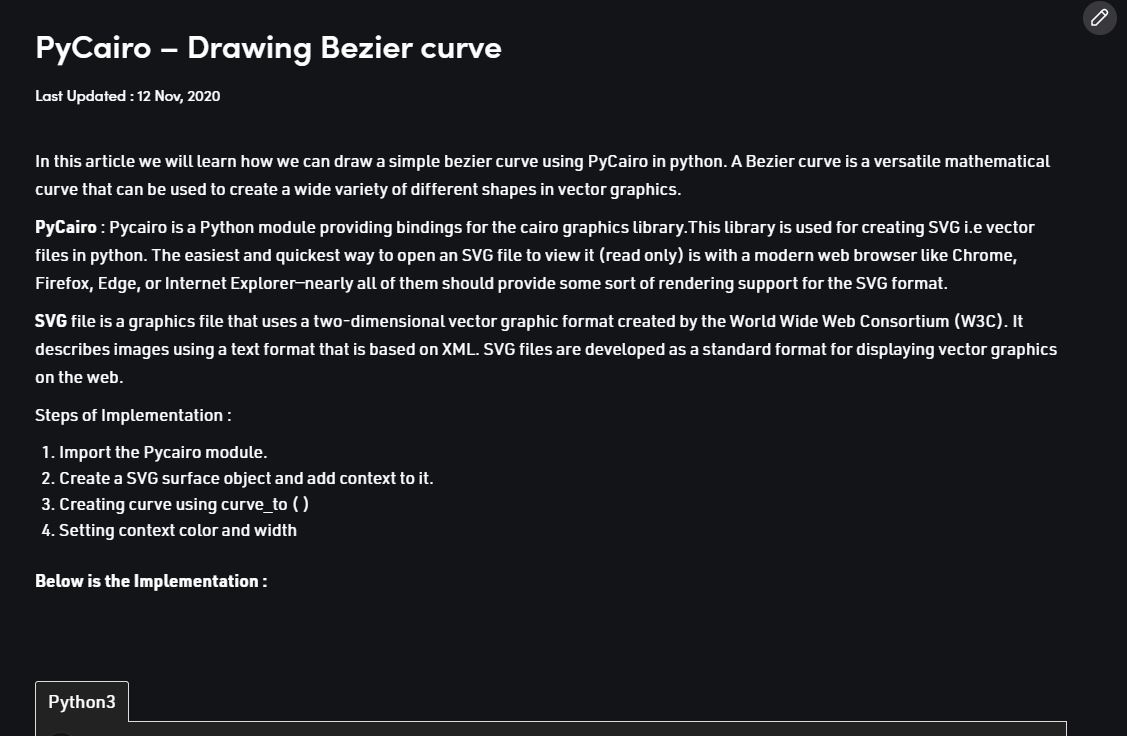 PyCairo – Drawing Bezier curve
Last Updated : 12 Nov, 2020
In this article we will learn how we can draw a simple bezier curve using PyCairo in python. A Bezier curve is a versatile mathematical
curve that can be used to create a wide variety of different shapes in vector graphics.
PyCairo : Pycairo is a Python module providing bindings for the cairo graphics library.This library is used for creating SVG i.e vector
files in python. The easiest and quickest way to open an SVG file to view it (read only) is with a modern web browser like Chrome,
Firefox, Edge, or Internet Explorer—nearly all of them should provide some sort of rendering support for the SVG format.
SVG file is a graphics file that uses a two-dimensional vector graphic format created by the World Wide Web Consortium (W3C). It
describes images using a text format that is based on XML. SVG files are developed as a standard format for displaying vector graphics
on the web.
Steps of Implementation :
1. Import the Pycairo module.
2. Create a SVG surface object and add context to it.
3. Creating curve using curve_to ( )
4. Setting context color and width
Below is the Implementation :
Python3